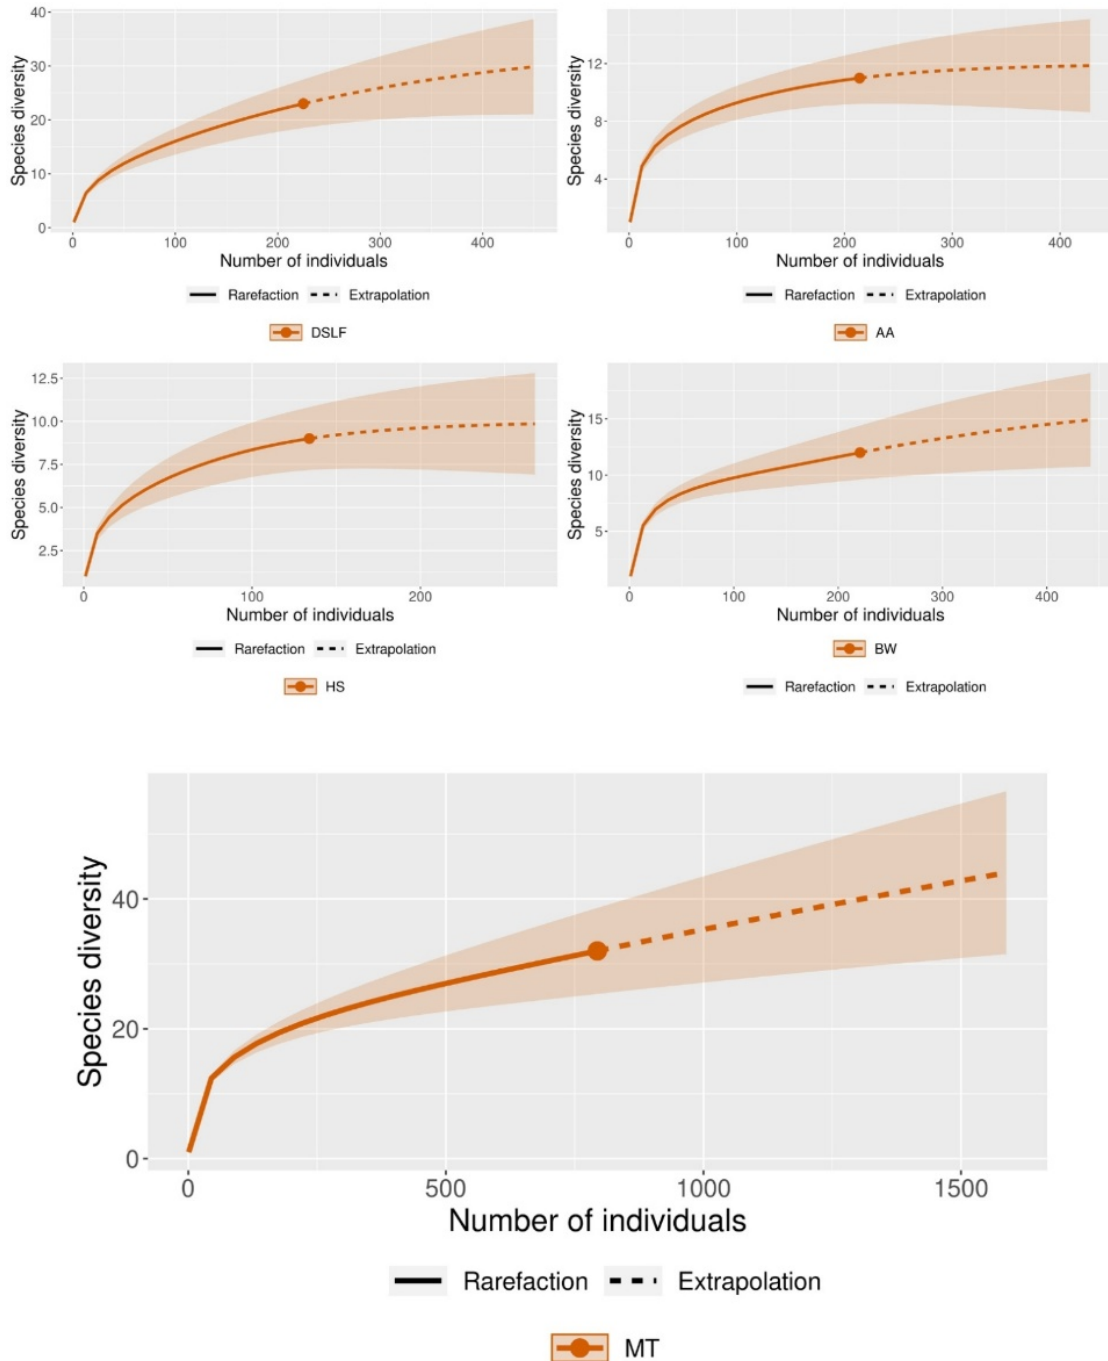 40
30
20
10
0
Species diversity
0 100 200 300 400
Number of individuals
Rarefaction Extrapolation
DSLF
12
8
4
Species diversity
0 100 200 300 400
Number of individuals
Rarefaction Extrapolation
AA
12.5
10.0
7.5
5.0
2.5
Species diversity
0 100 200
Number of individuals
Rarefaction Extrapolation
HS
15
10
5
Species diversity
0 100 200 300 400
Number of individuals
BW
Rarefaction Extrapolation
40
20
0
Species diversity
0 500 1000 1500
Number of individuals
Rarefaction Extrapolation
MT